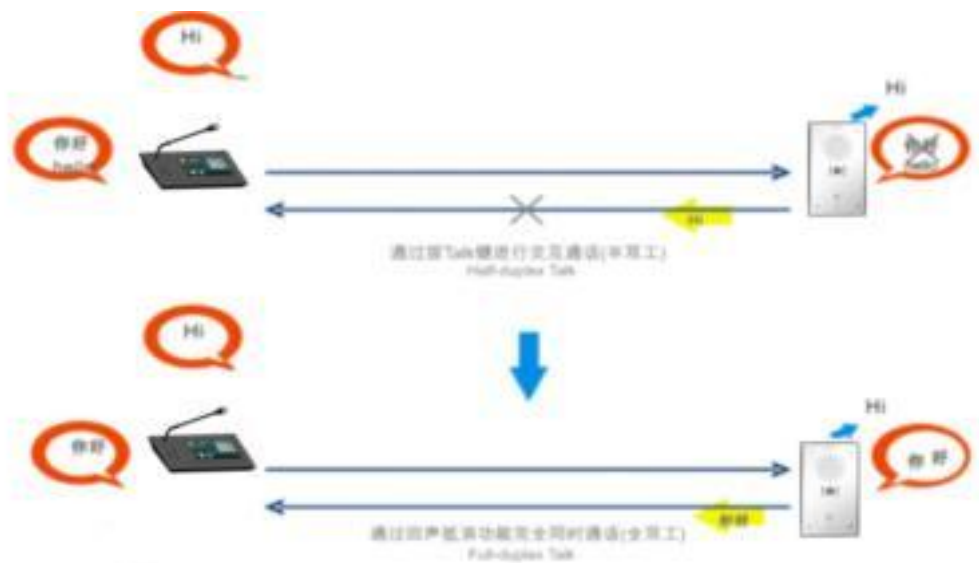 Hi
Hi
你好
hello
你好
Hi
通过按Talk键进行交互通话(半双工)
Half-duplex Talk
Hi
Hi
你好
你好
通过回声抵消功能完全同时通话(全双工)
Full-duplex Talk